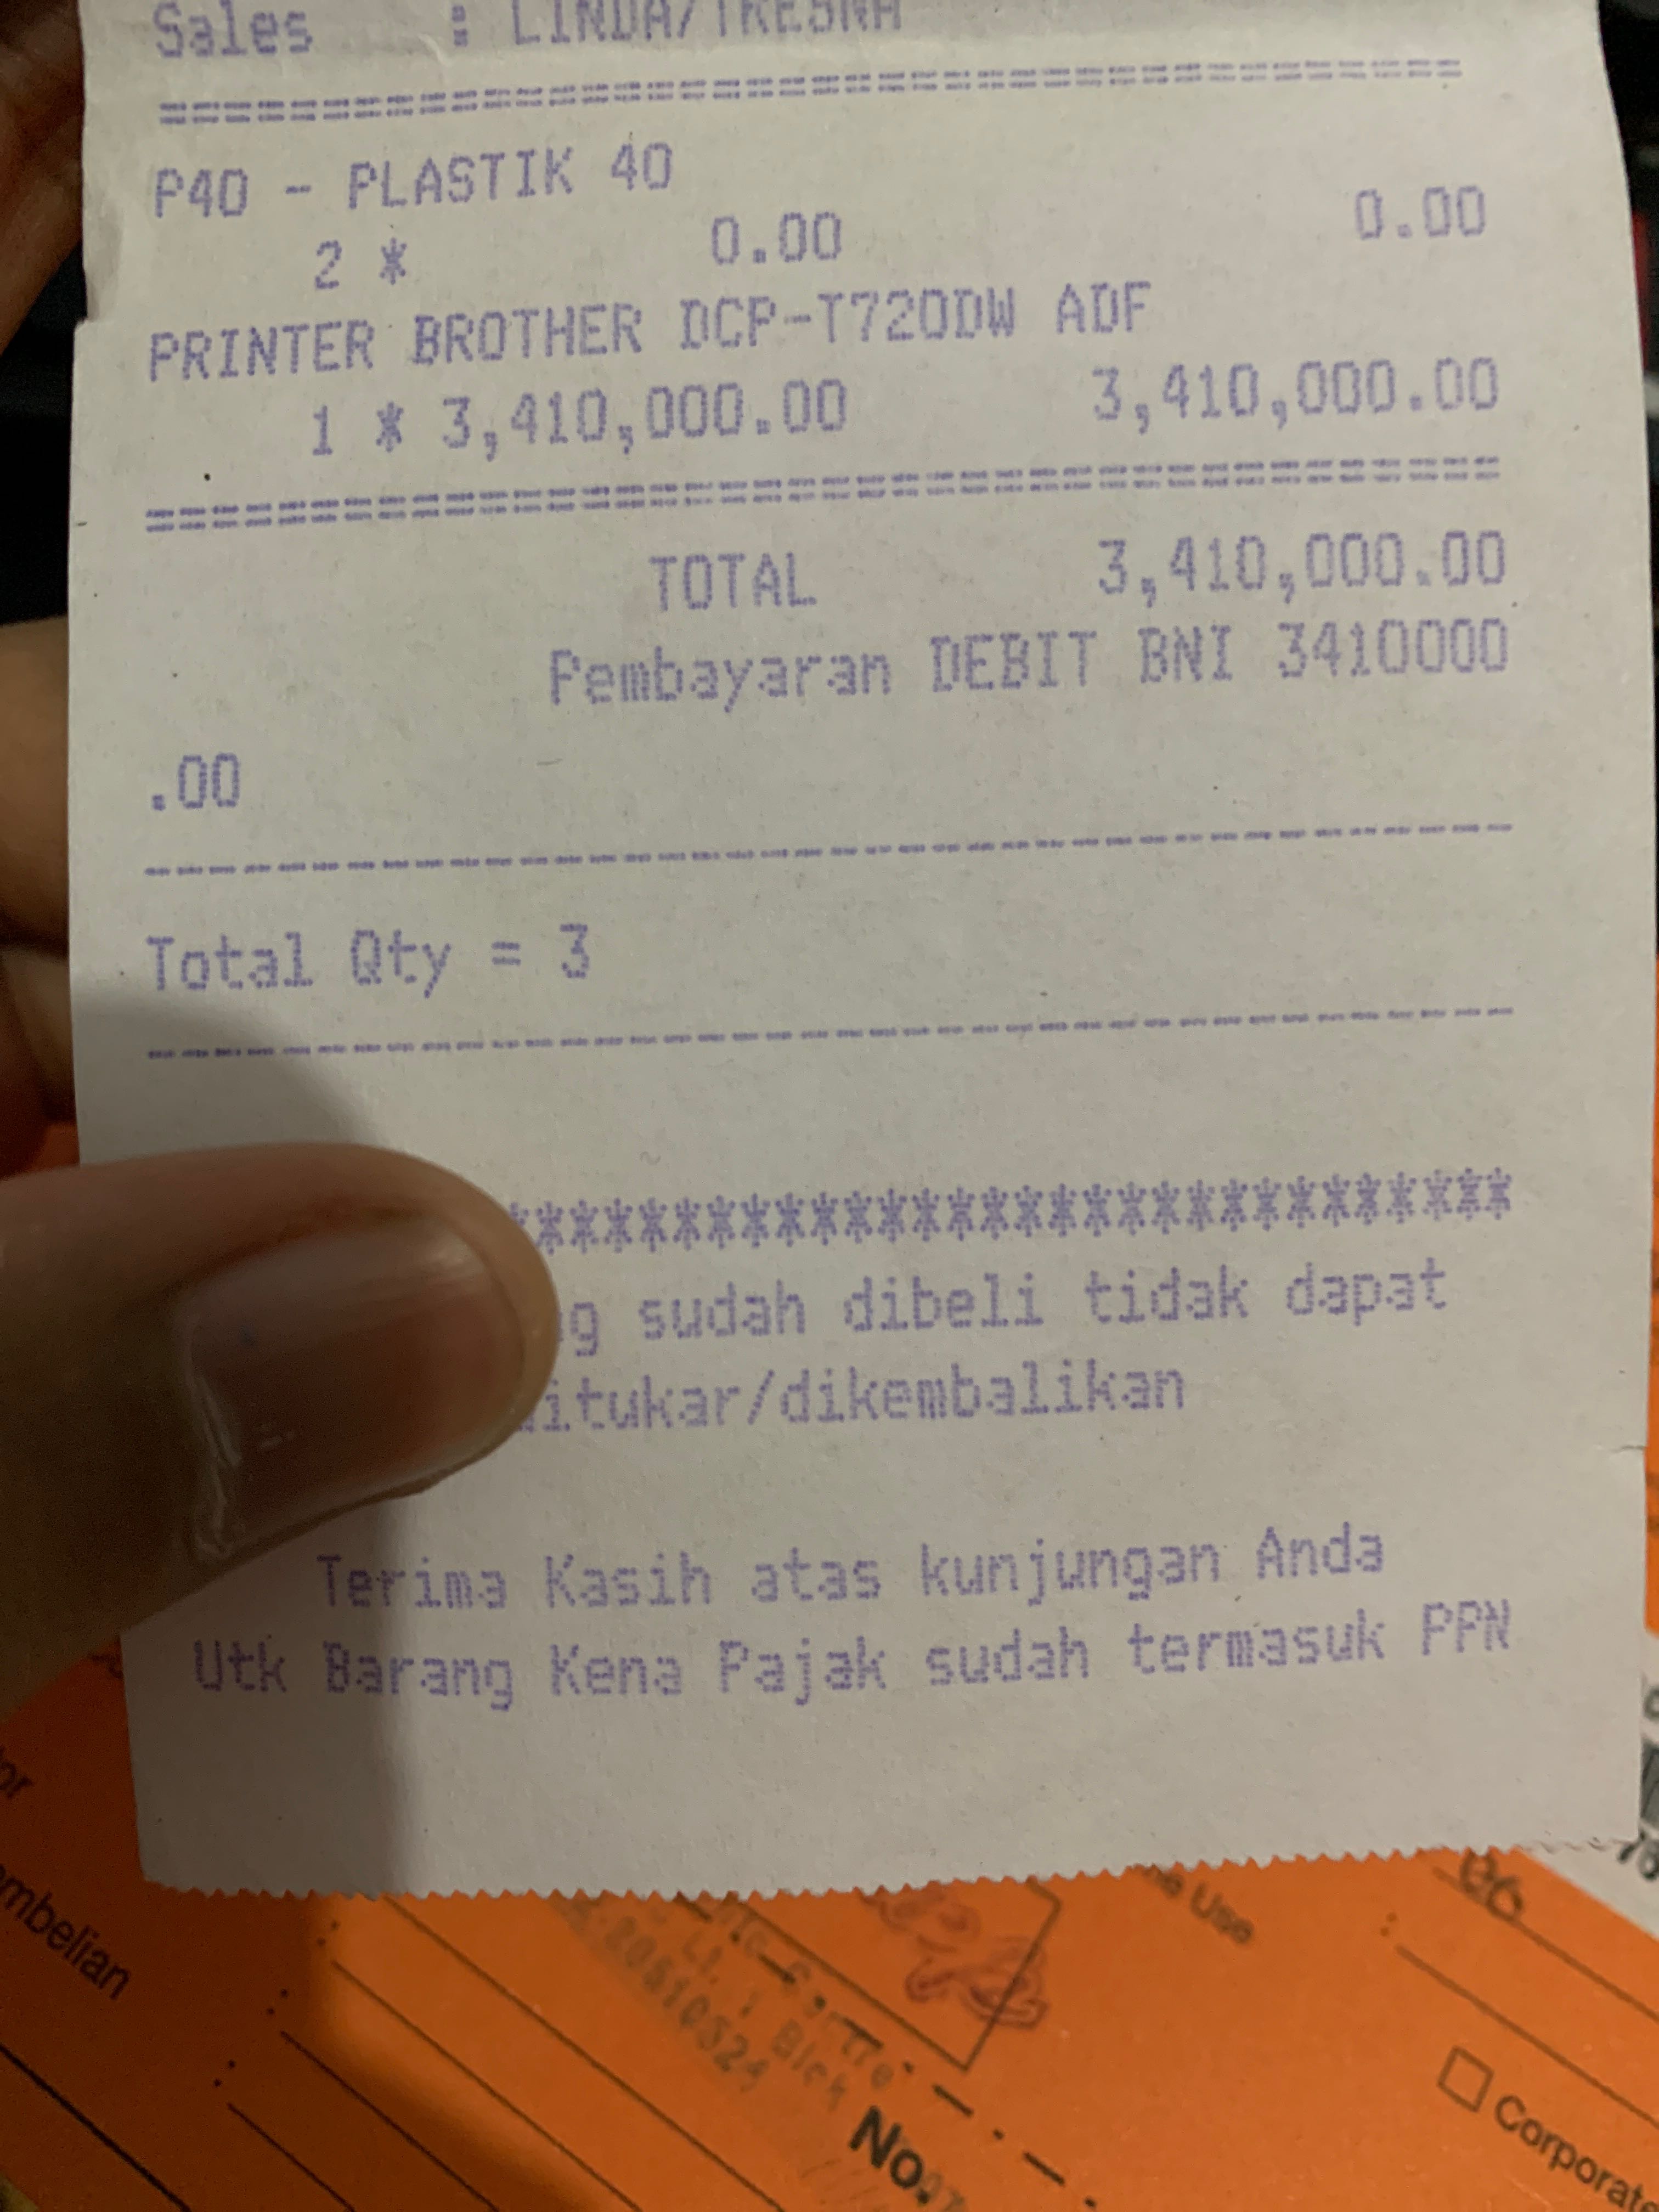 Sales : LINDA/TRESNA
P40 - PLASTIK 40
2 * 0.00 0.00
PRINTER BROTHER DCP-T720DW ADF
1 * 3,410,000.00 3,410,000.00
TOTAL 3,410,000.00
Pembayaran DEBIT BNI 3410000
.00
Total Qty = 3
*****************************
sudah dibeli tidak dapat
ditukar/dikembalikan
Terima Kasih atas kunjungan Anda
Utk Barang Kena Pajak sudah termasuk PPN
Use
No.
Corporate